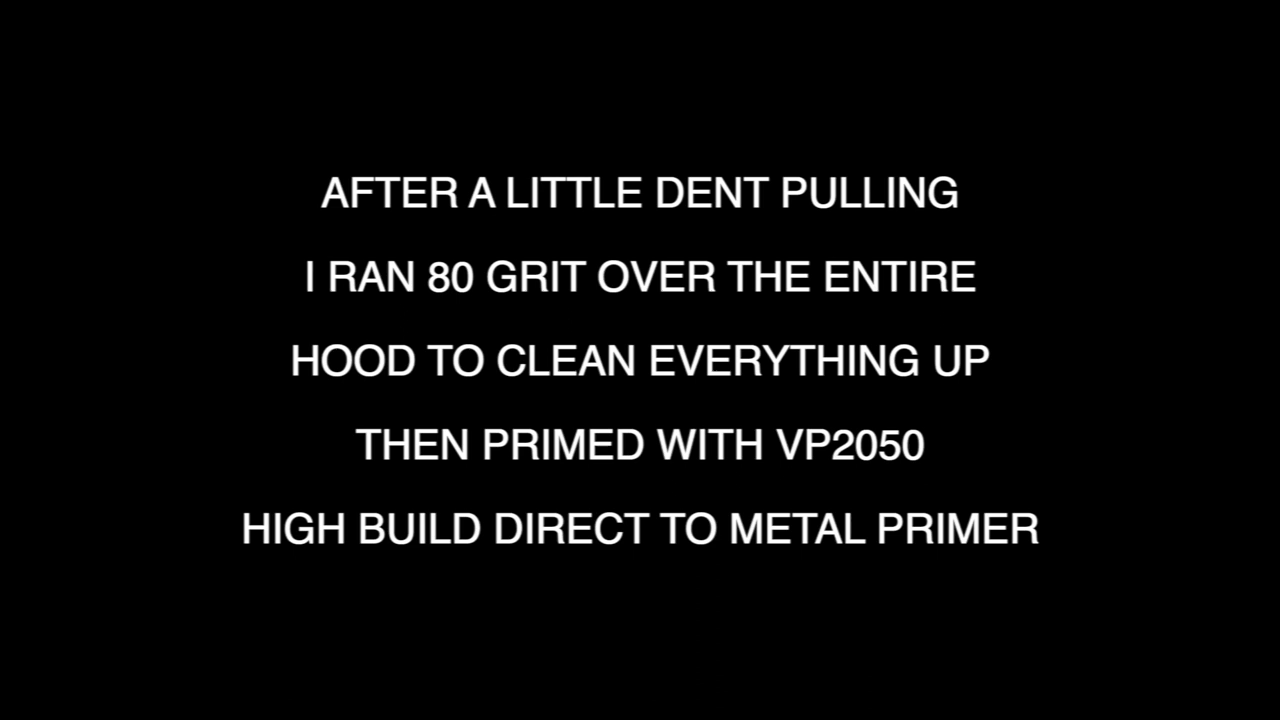 AFTER A LITTLE DENT PULLING
I RAN 80 GRIT OVER THE ENTIRE
HOOD TO CLEAN EVERYTHING UP
THEN PRIMED WITH VP2050
HIGH BUILD DIRECT TO METAL PRIMER